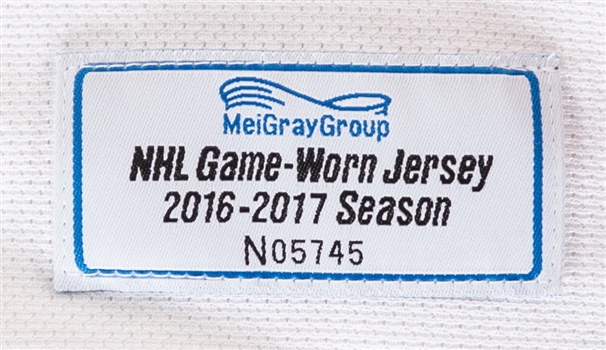 MeiGrayGroup
NHL Game-Worn Jersey
2016-2017 Season
N05745